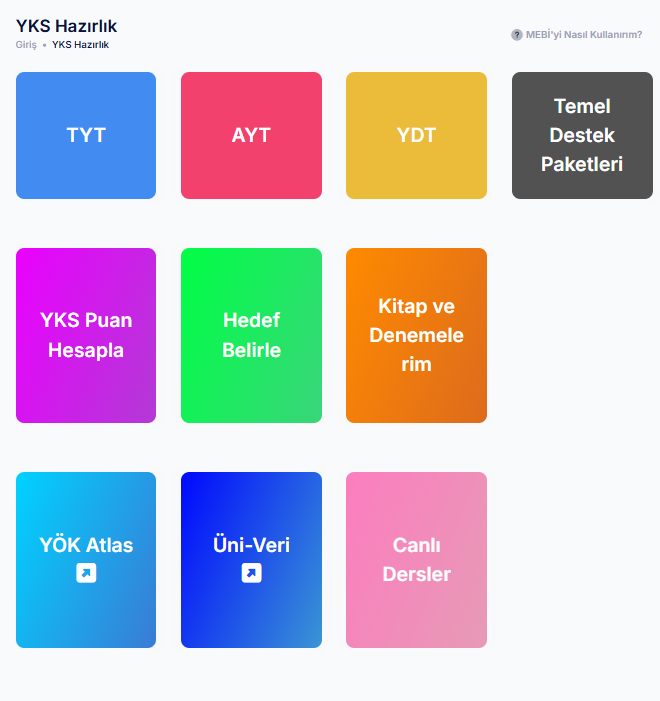 YKS Hazırlık
Giriş • YKS Hazırlık
? MEBİ'yi Nasıl Kullanırım?
TYT
AYT
YDT
Temel
Destek
Paketleri
YKS Puan
Hesapla
Hedef
Belirle
Kitap ve
Denemele
rim
YÖK Atlas
Üni-Veri
Canlı
Dersler